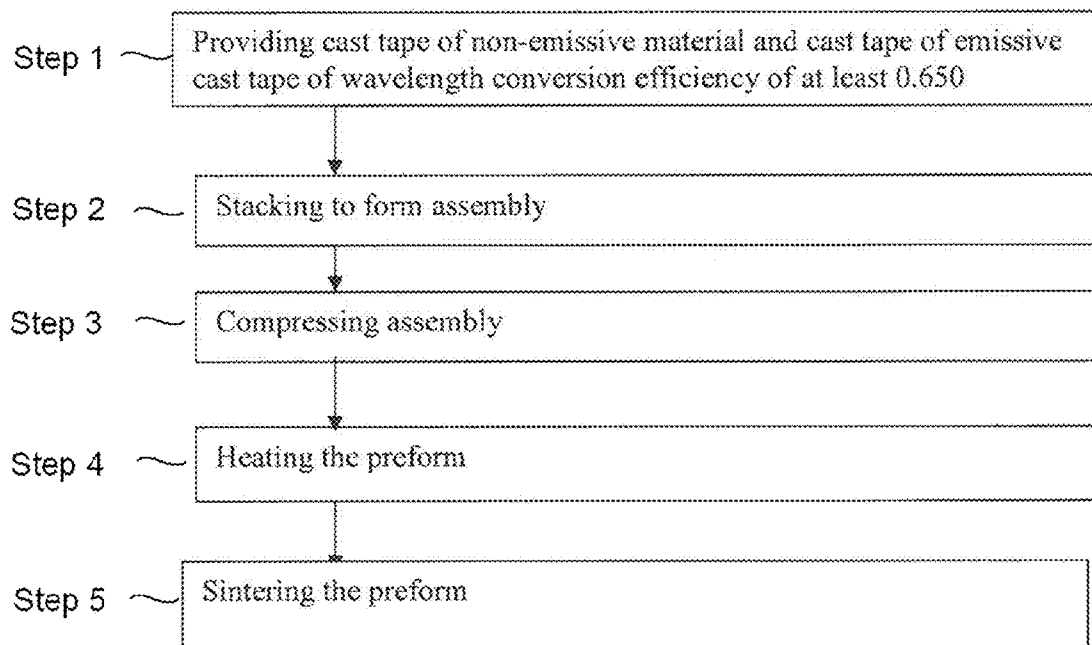 Step 1
Providing cast tape of non-emissive material and cast tape of emissive
cast tape of wavelength conversion efficiency of at least 0.650
Step 2
Stacking to form assembly
Step 3
Compressing assembly
Step 4
Heating the preform
Step 5
Sintering the preform